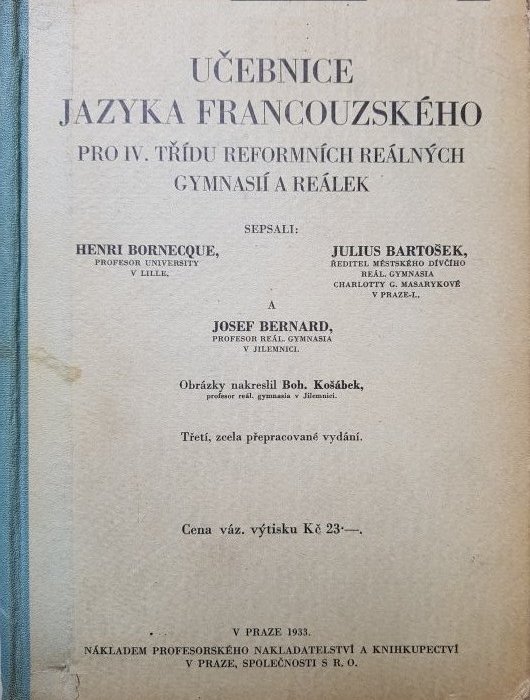 UČEBNICE
JAZYKA FRANCOUZSKÉHO
PRO IV. TŘÍDU REFORMNÍCH REÁLNÝCH
GYMNASIÍ A REÁLEK
SEPSALI:
HENRI BORNECQUE,
PROFESOR UNIVERSITY
V LILLE,
JULIUS BARTOŠEK,
ŘEDITEL MĚSTSKÉHO DÍVČÍHO
REÁL. GYMNASIA
CHARLOTTY G. MASARYKOVÉ
V PRAZE-I.,
A
JOSEF BERNARD,
PROFESOR REÁL. GYMNASIA
V JILEMNICI.
Obrázky nakreslil Boh. Košábek,
profesor reál. gymnasia v Jilemnici.
Třetí, zcela přepracované vydání.
Cena váz. výtisku Kč 23·—.
V PRAZE 1933.
NÁKLADEM PROFESORSKÉHO NAKLADATELSTVÍ A KNIHKUPECTVÍ
V PRAZE, SPOLEČNOSTI S R. O.